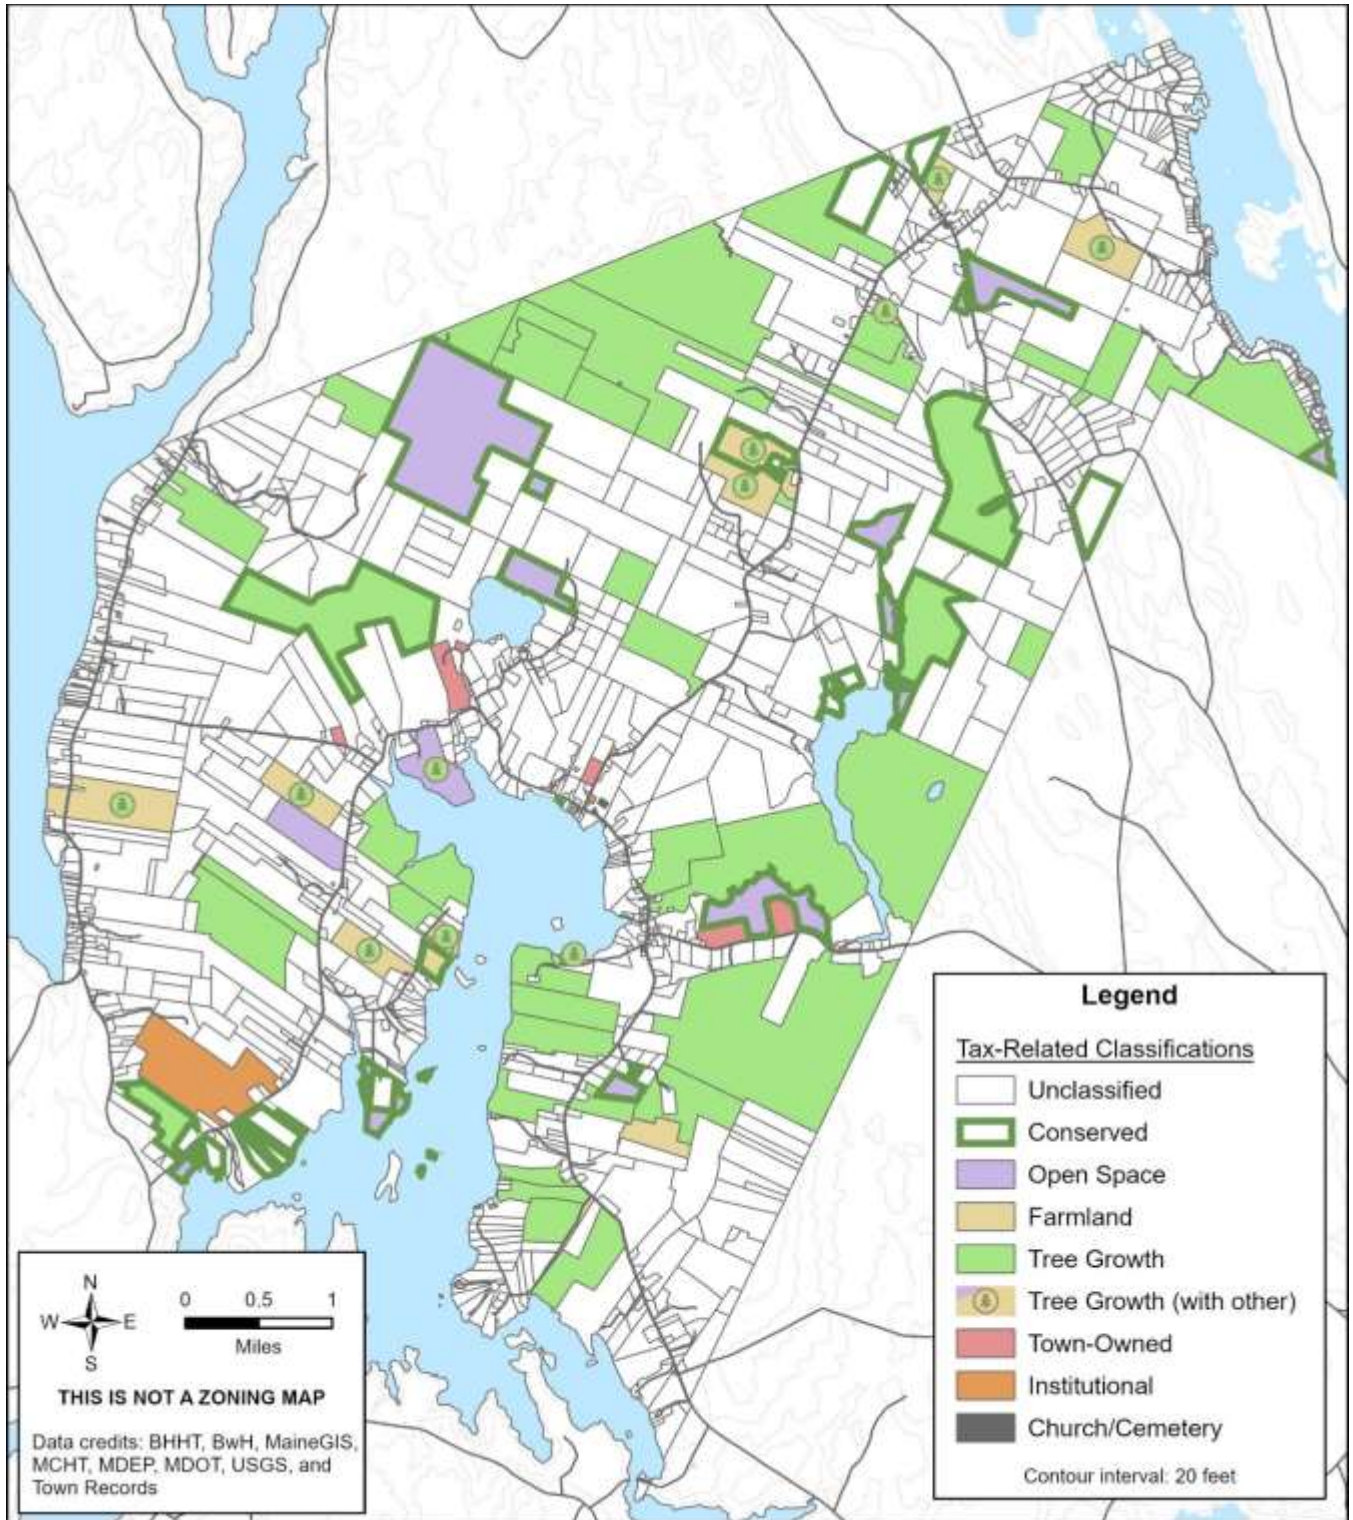 Legend
Tax-Related Classifications
Unclassified
Conserved
Open Space
Farmland
Tree Growth
Tree Growth (with other)
Town-Owned
Institutional
Church/Cemetery
Contour interval: 20 feet
N
W E
S
0 0.5 1
Miles
THIS IS NOT A ZONING MAP
Data credits: BHHT, BwH, MaineGIS,
MCHT, MDEP, MDOT, USGS, and
Town Records